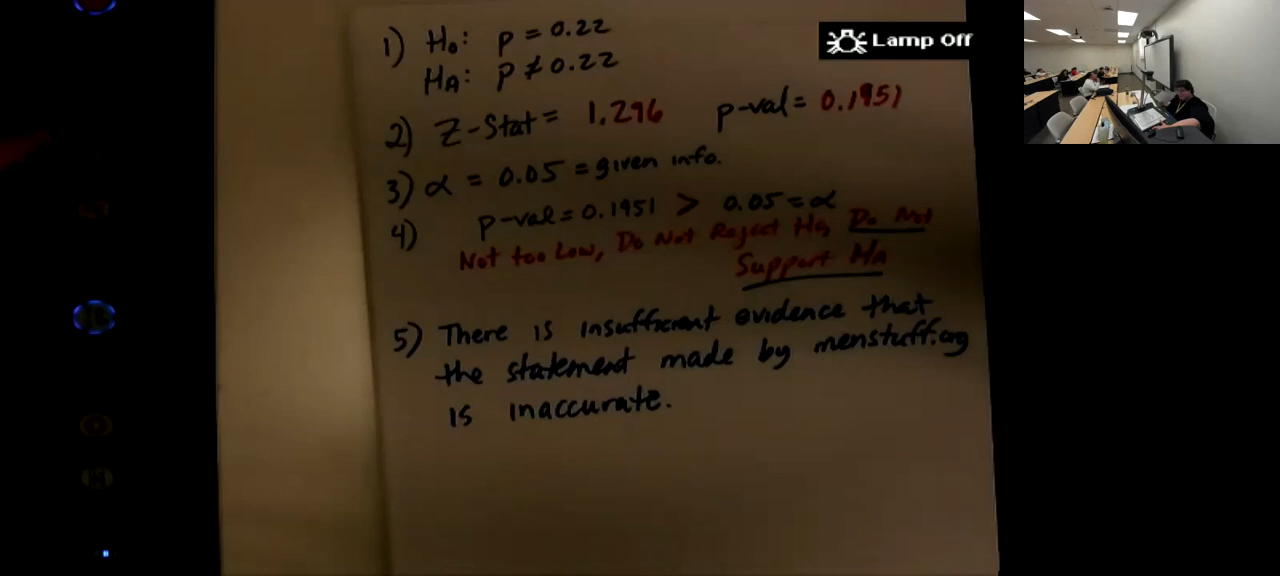 1) H0: p = 0.22
HA: p ≠ 0.22
2) Z-Stat = 1.296 p-val = 0.1951
3) α = 0.05 = given info.
4) p-val = 0.1951 > 0.05 = α
Not too Low, Do Not Reject H0, Do Not
Support HA
5) There is insufficient evidence that
the statement made by menstuff.org
is inaccurate.
Lamp Off